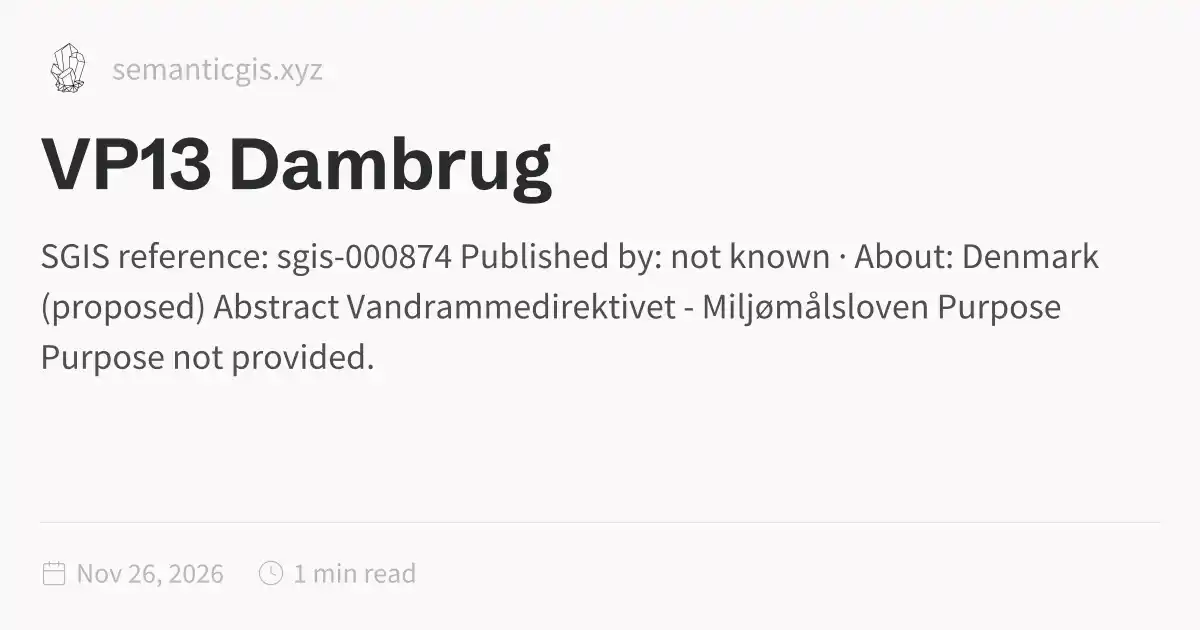 semanticgis.xyz
VP13 Dambrug
SGIS reference: sgis-000874 Published by: not known · About: Denmark
(proposed) Abstract Vandrammedirektivet - Miljømålsloven Purpose
Purpose not provided.
Nov 26, 2026 1 min read